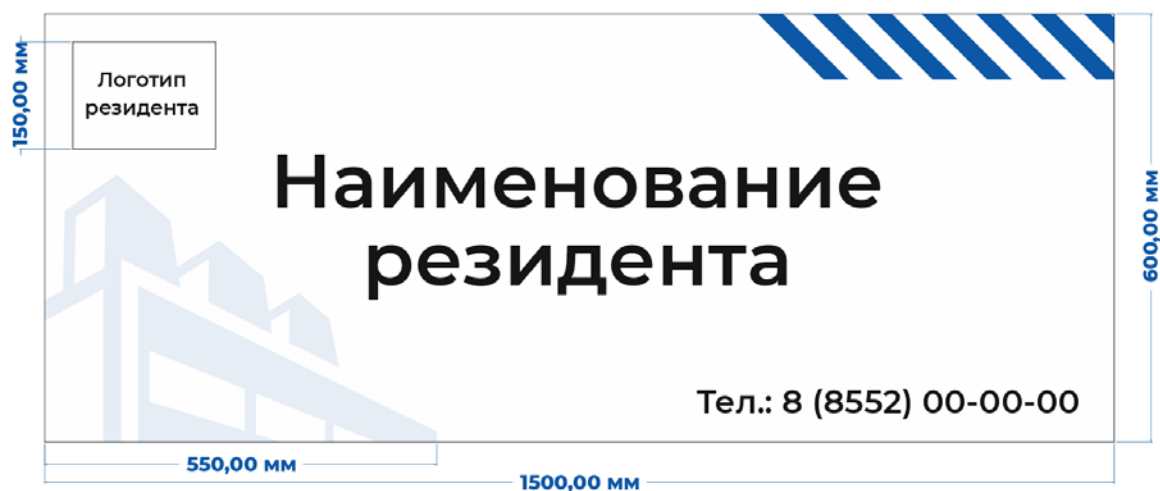 150,00 мм
Логотип
резидента
Наименование
резидента
600,00 мм
Тел.: 8 (8552) 00-00-00
550,00 мм
1500,00 мм